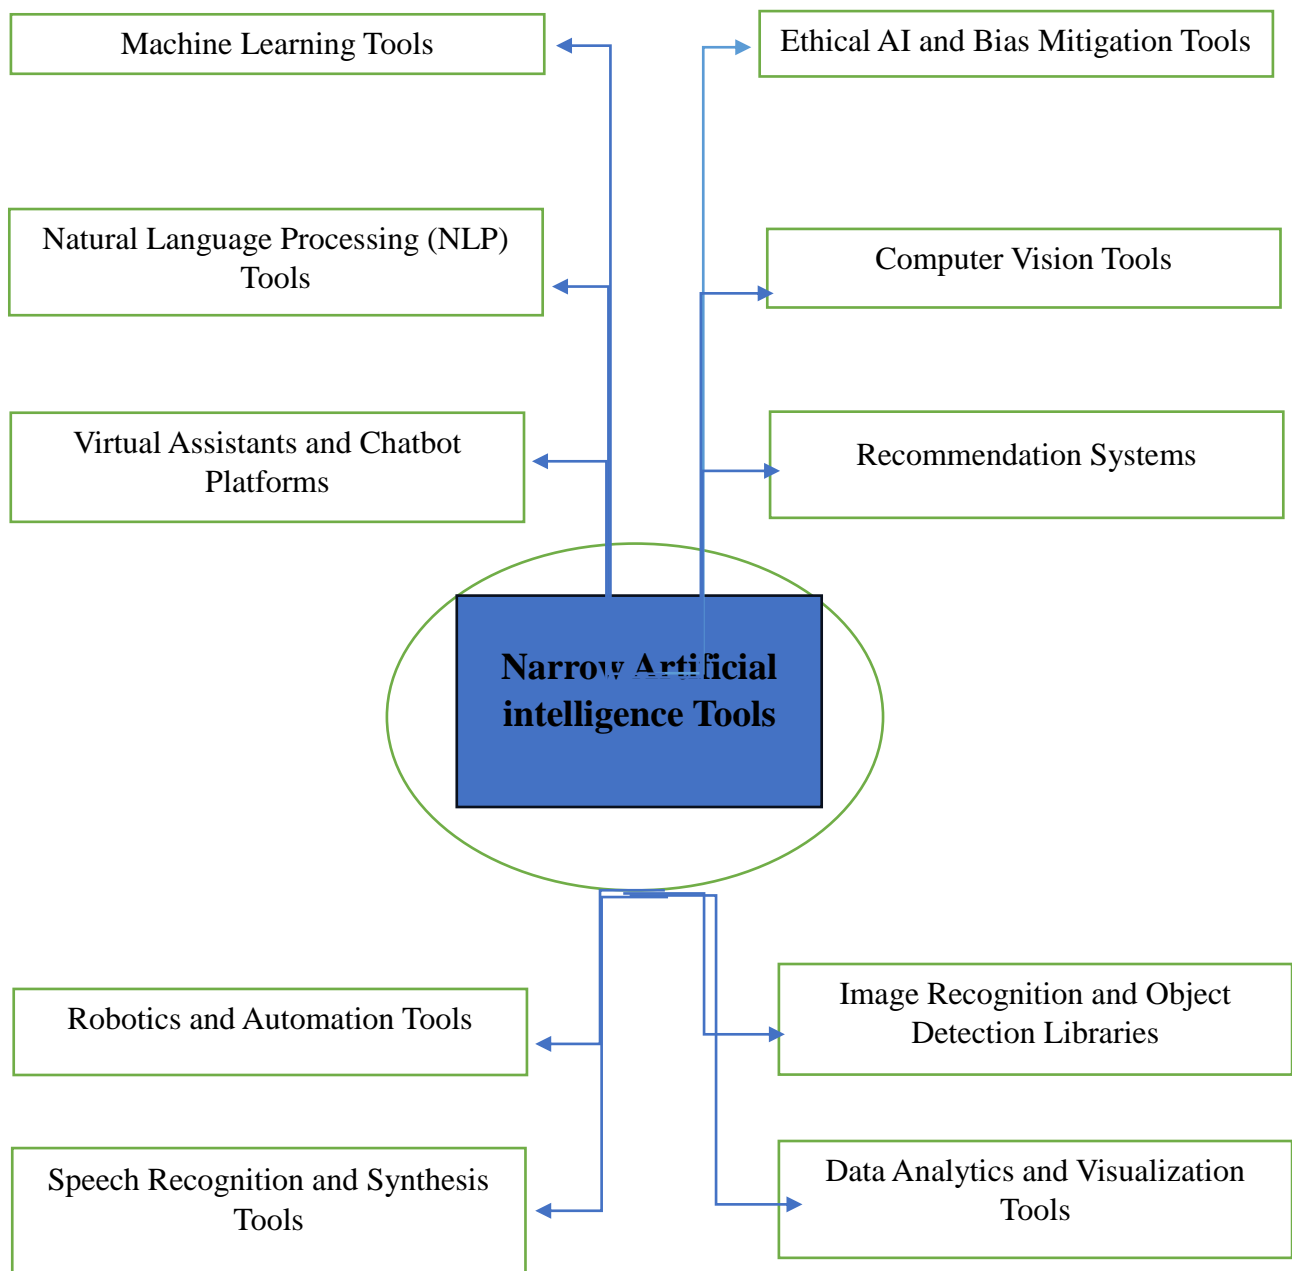 Machine Learning Tools
Ethical AI and Bias Mitigation Tools
Natural Language Processing (NLP)
Tools
Computer Vision Tools
Virtual Assistants and Chatbot
Platforms
Recommendation Systems
Narrow Artificial
intelligence Tools
Robotics and Automation Tools
Image Recognition and Object
Detection Libraries
Speech Recognition and Synthesis
Tools
Data Analytics and Visualization
Tools